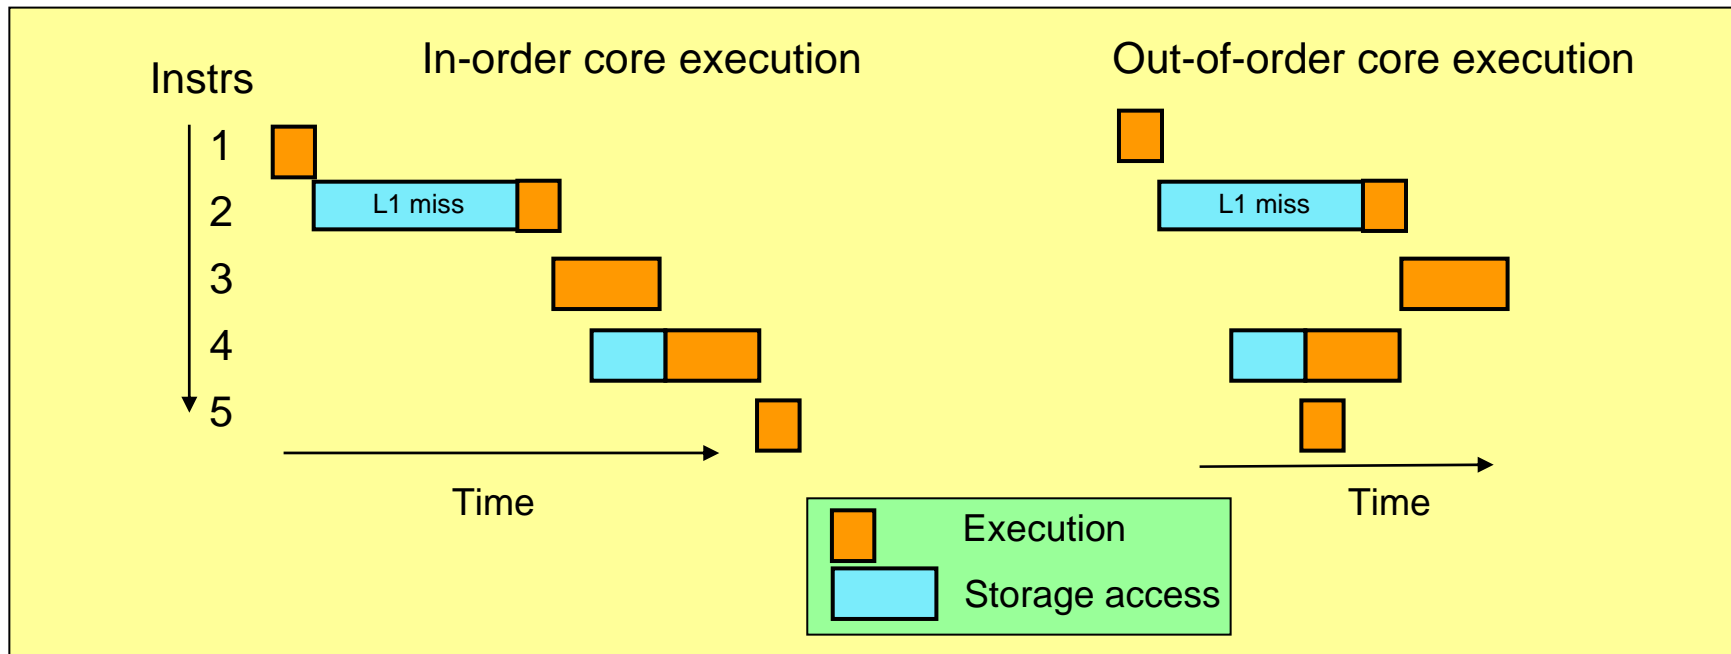 In-order core execution
Out-of-order core execution
Instrs
1
2
3
4
5
L1 miss
L1 miss
Time
Time
Execution
Storage access